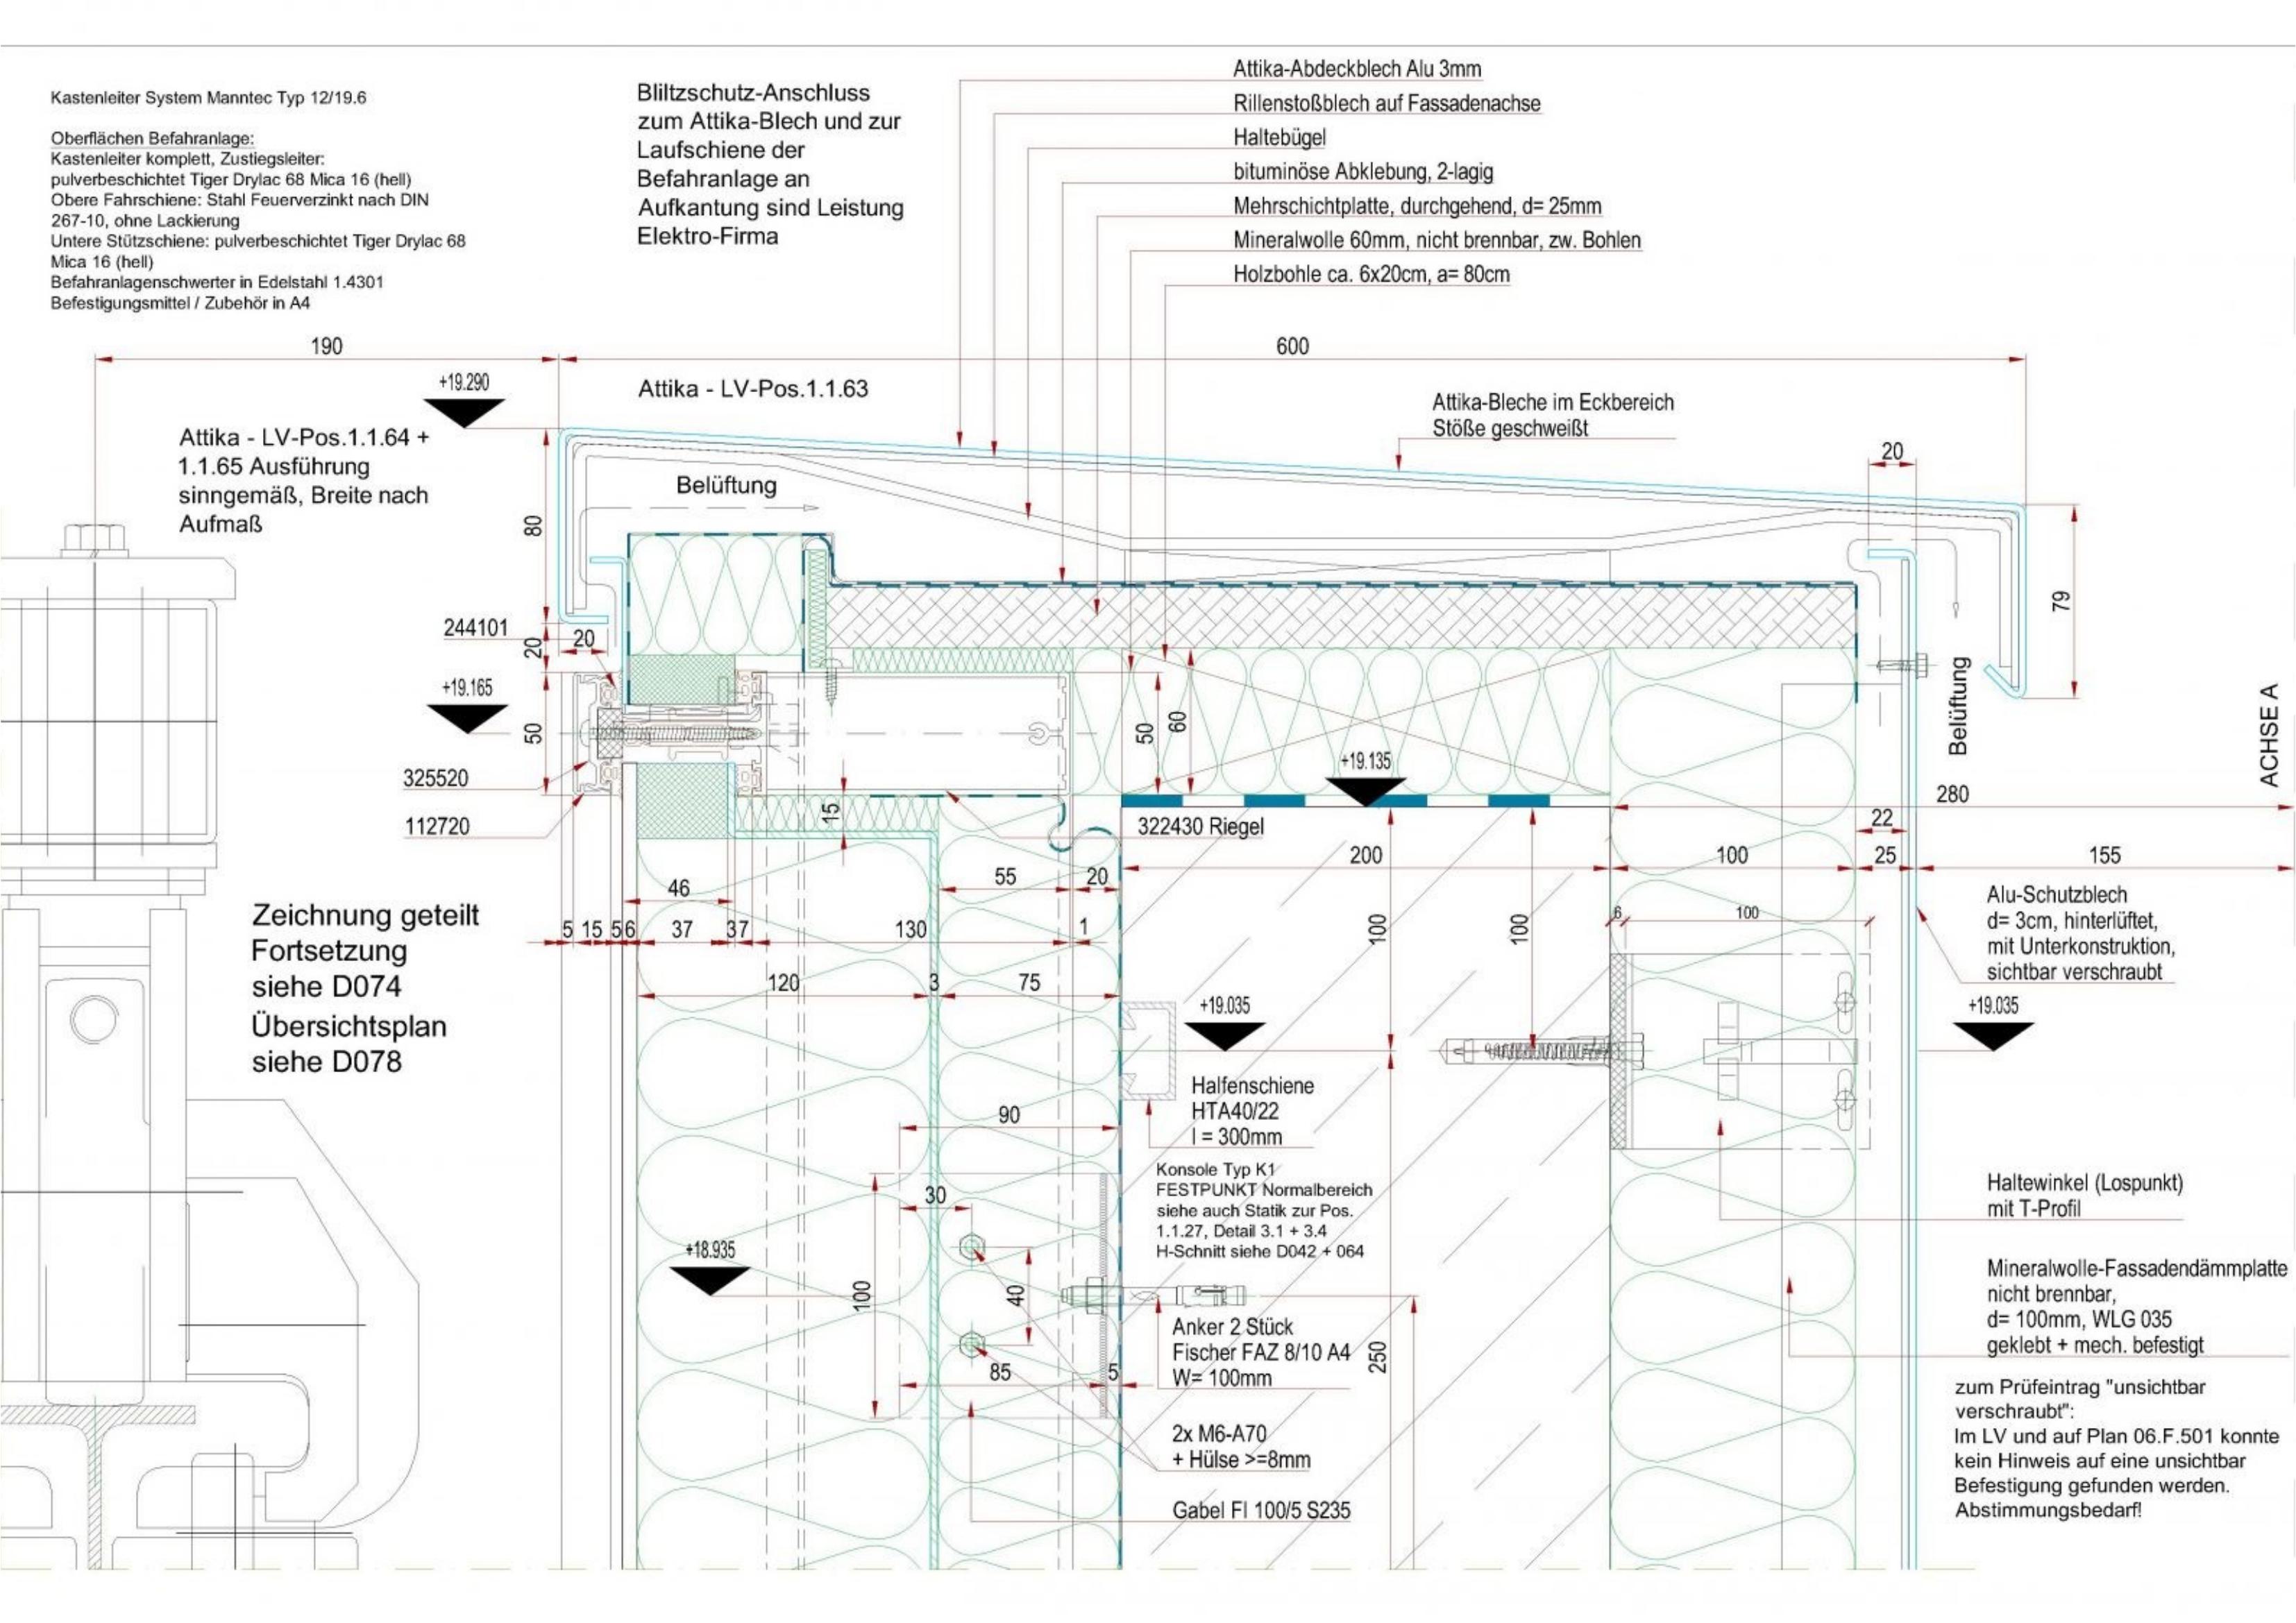 Kastenleiter System Manntec Typ 12/19.6
Oberflächen Befahranlage:
Kastenleiter komplett, Zustiegsleiter:
pulverbeschichtet Tiger Drylac 68 Mica 16 (hell)
Obere Fahrschiene: Stahl Feuerverzinkt nach DIN
267-10, ohne Lackierung
Untere Stützschiene: pulverbeschichtet Tiger Drylac 68
Mica 16 (hell)
Befahranlagenschwerter in Edelstahl 1.4301
Befestigungsmittel / Zubehör in A4
Bliltzschutz-Anschluss
zum Attika-Blech und zur
Laufschiene der
Befahranlage an
Aufkantung sind Leistung
Elektro-Firma
Attika-Abdeckblech Alu 3mm
Rillenstoßblech auf Fassadenachse
Haltebügel
bituminöse Abklebung, 2-lagig
Mehrschichtplatte, durchgehend, d= 25mm
Mineralwolle 60mm, nicht brennbar, zw. Bohlen
Holzbohle ca. 6x20cm, a= 80cm
190
600
+19.290
Attika - LV-Pos.1.1.63
Attika-Bleche im Eckbereich
Stöße geschweißt
Attika - LV-Pos.1.1.64 +
1.1.65 Ausführung
sinngemäß, Breite nach
Aufmaß
20
Belüftung
80
79
244101
20
20
+19.165
50
50
60
Belüftung
ACHSE A
+19.135
325520
280
112720
15
322430 Riegel
22
200
100
25
155
46
55
20
Alu-Schutzblech
d= 3cm, hinterlüftet,
mit Unterkonstruktion,
sichtbar verschraubt
Zeichnung geteilt
Fortsetzung
siehe D074
Übersichtsplan
siehe D078
5
15
5
6
37
3
7
130
1
100
100
6
100
120
3
75
+19.035
+19.035
Halfenschiene
HTA40/22
l = 300mm
90
Konsole Typ K1
FESTPUNKT Normalbereich
siehe auch Statik zur Pos.
1.1.27, Detail 3.1 + 3.4
H-Schnitt siehe D042 + 064
30
Haltewinkel (Lospunkt)
mit T-Profil
+18.935
100
40
Mineralwolle-Fassadendämmplatte
nicht brennbar,
d= 100mm, WLG 035
geklebt + mech. befestigt
Anker 2 Stück
Fischer FAZ 8/10 A4
W= 100mm
85
5
250
2x M6-A70
+ Hülse >=8mm
Gabel Fl 100/5 S235
zum Prüfeintrag "unsichtbar
verschraubt":
Im LV und auf Plan 06.F.501 konnte
kein Hinweis auf eine unsichtbar
Befestigung gefunden werden.
Abstimmungsbedarf!